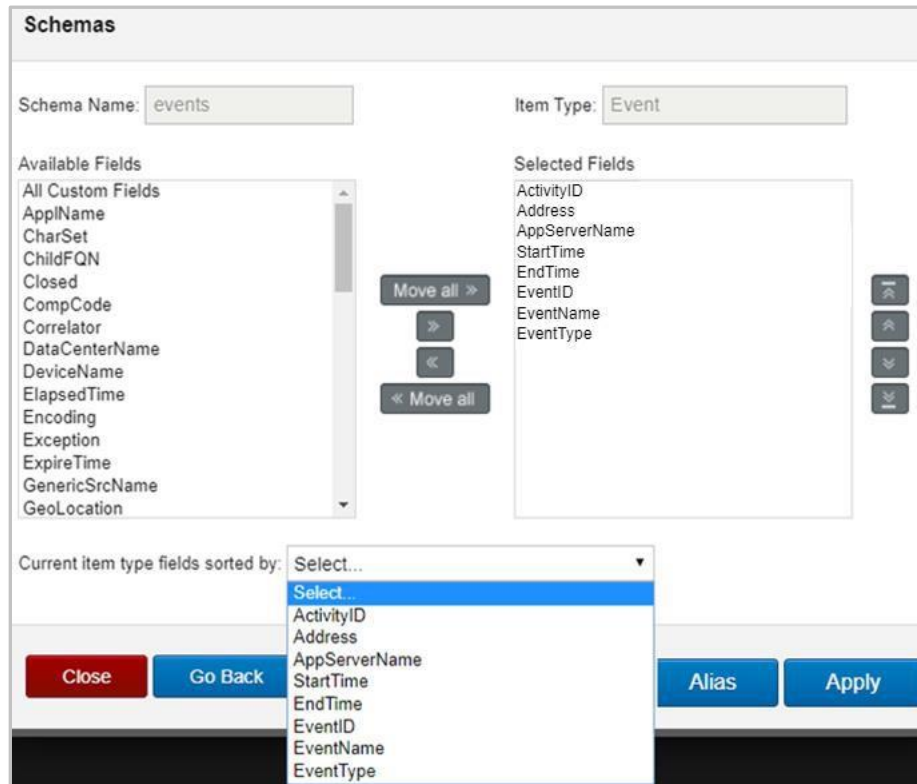 Schemas
Schema Name: events
Item Type: Event
Available Fields
All Custom Fields
ApplName
CharSet
ChildFQN
Closed
CompCode
Correlator
DataCenterName
DeviceName
ElapsedTime
Encoding
Exception
ExpireTime
GenericSrcName
GeoLocation
Move all »
»
«
« Move all
Selected Fields
ActivityID
Address
AppServerName
StartTime
EndTime
EventID
EventName
EventType
Current item type fields sorted by: Select...
Select...
ActivityID
Address
AppServerName
StartTime
EndTime
EventID
EventName
EventType
Close
Go Back
Alias
Apply